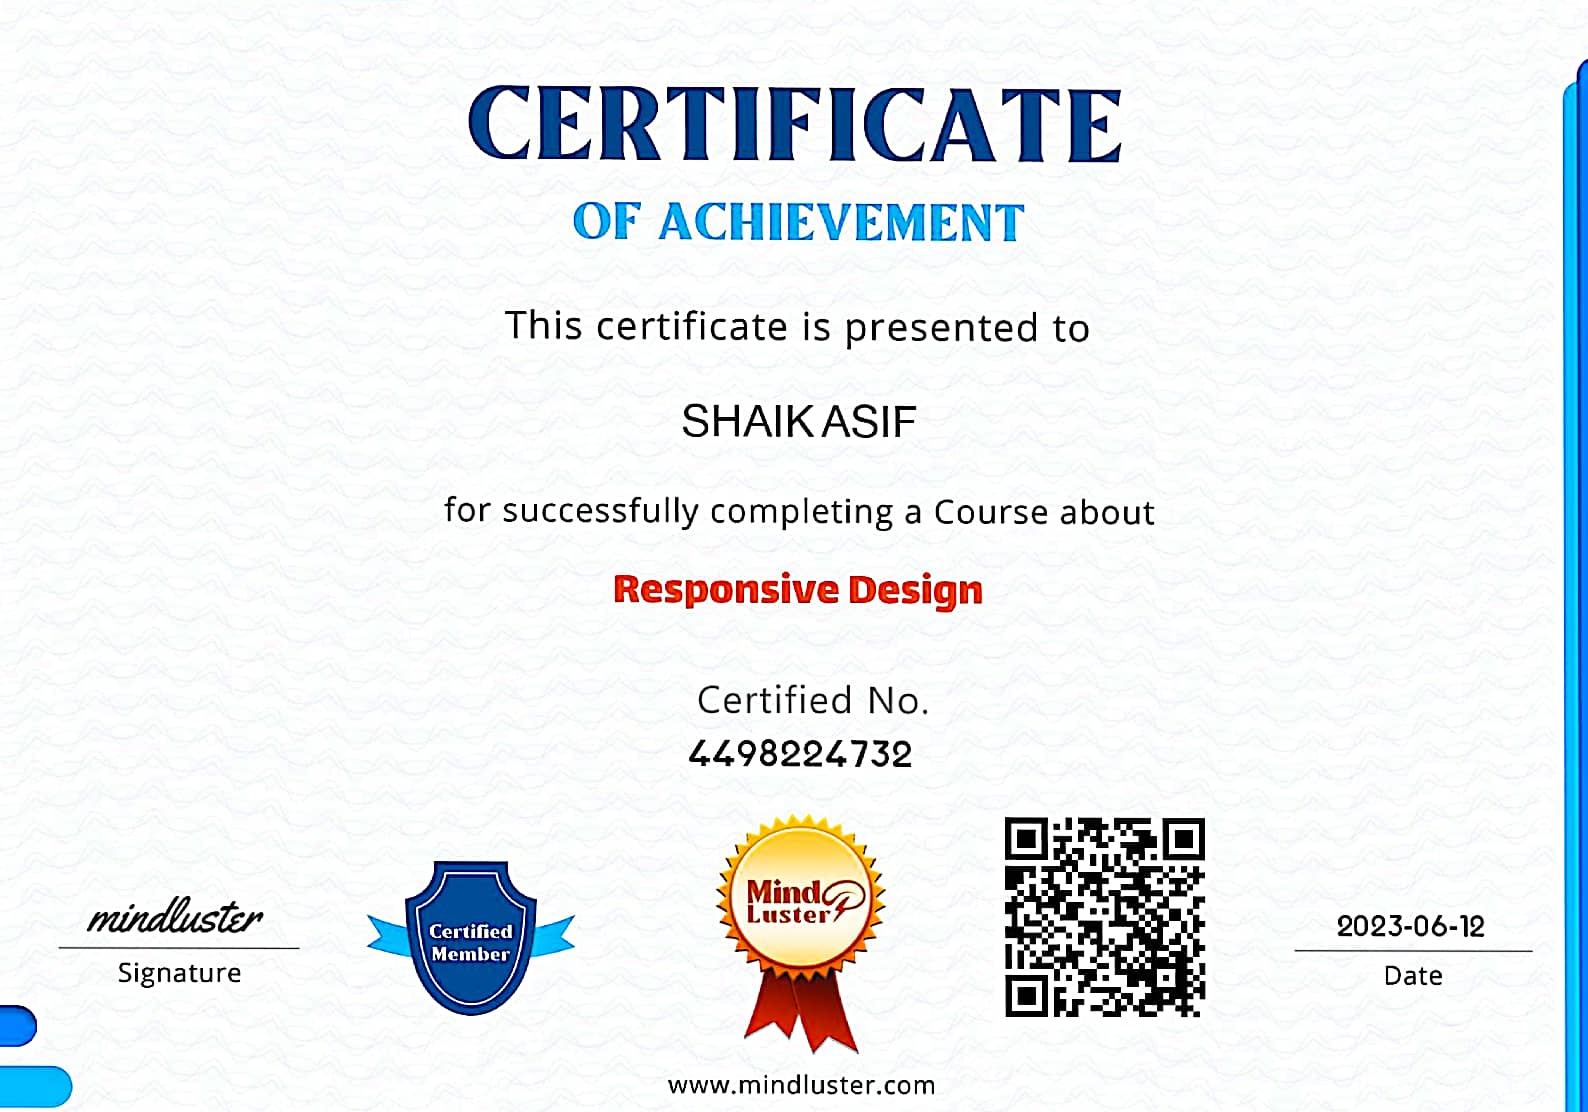 CERTIFICATE
OF ACHIEVEMENT
This certificate is presented to
SHAIK ASIF
for successfully completing a Course about
Responsive Design
Certified No.
4498224732
mindluster
Signature
Certified
Member
Mind
Luster
2023-06-12
Date
www.mindluster.com